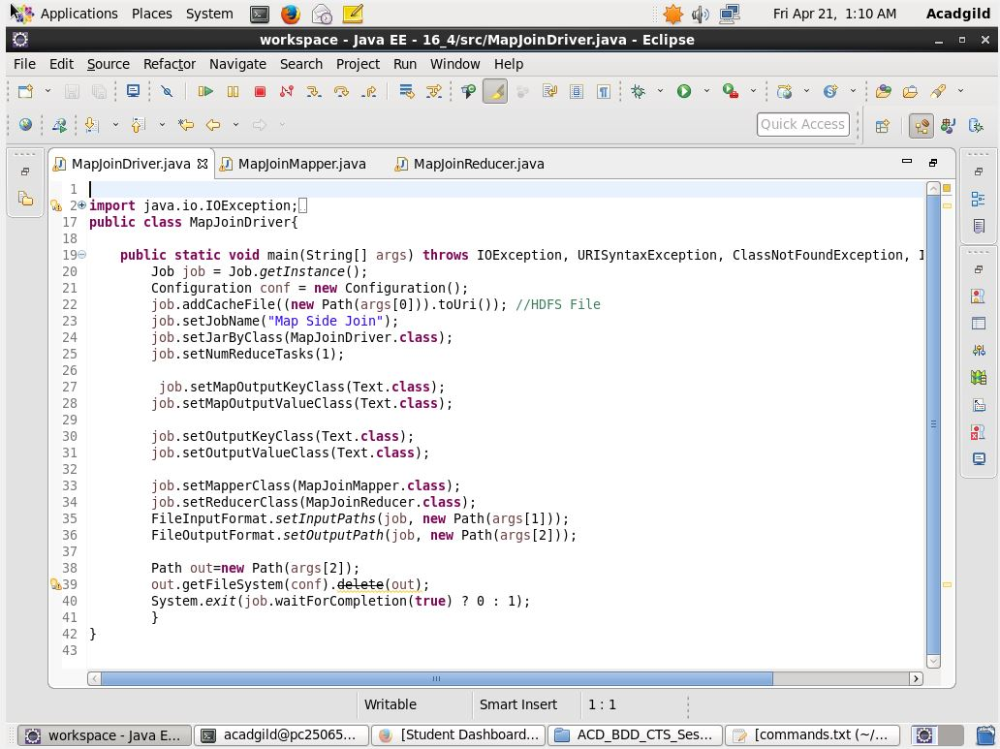 Applications Places System Fri Apr 21, 1:10 AM Acadgild
workspace - Java EE - 16_4/src/MapJoinDriver.java - Eclipse
File Edit Source Refactor Navigate Search Project Run Window Help
Quick Access
MapJoinDriver.java MapJoinMapper.java MapJoinReducer.java
1
2 import java.io.IOException;
17 public class MapJoinDriver{
18
19 public static void main(String[] args) throws IOException, URISyntaxException, ClassNotFoundException, I
20 Job job = Job.getInstance();
21 Configuration conf = new Configuration();
22 job.addCacheFile((new Path(args[0])).toUri()); //HDFS File
23 job.setJobName("Map Side Join");
24 job.setJarByClass(MapJoinDriver.class);
25 job.setNumReduceTasks(1);
26
27 job.setMapOutputKeyClass(Text.class);
28 job.setMapOutputValueClass(Text.class);
29
30 job.setOutputKeyClass(Text.class);
31 job.setOutputValueClass(Text.class);
32
33 job.setMapperClass(MapJoinMapper.class);
34 job.setReducerClass(MapJoinReducer.class);
35 FileInputFormat.setInputPaths(job, new Path(args[1]));
36 FileOutputFormat.setOutputPath(job, new Path(args[2]));
37
38 Path out=new Path(args[2]);
39 out.getFileSystem(conf).delete(out);
40 System.exit(job.waitForCompletion(true) ? 0 : 1);
41 }
42 }
43
Writable Smart Insert 1 : 1
workspace - Java E... acadgild@pc25065... [Student Dashboard... ACD_BDD_CTS_Ses... [commands.txt (~/...